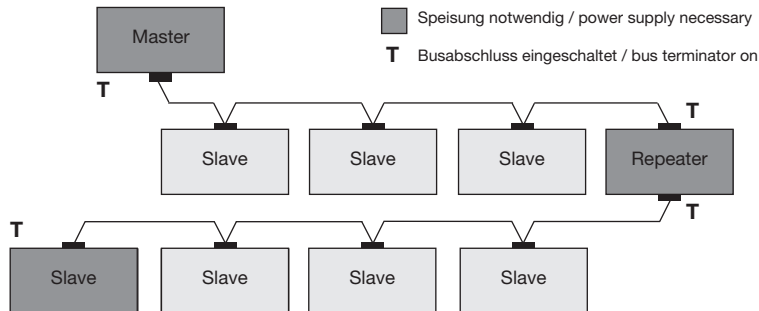 Master
Speisung notwendig / power supply necessary
T Busabschluss eingeschaltet / bus terminator on
T
T
Slave Slave Slave Repeater
T
T
Slave Slave Slave Slave